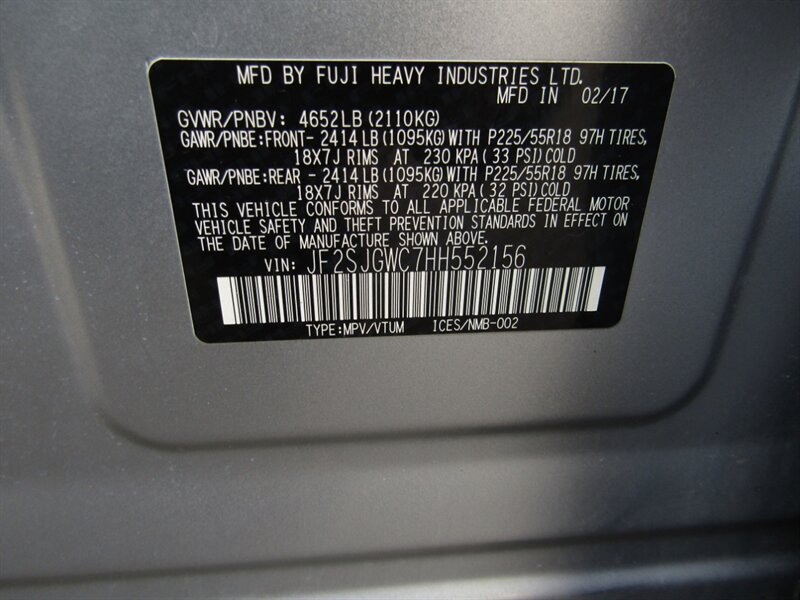 MFD BY FUJI HEAVY INDUSTRIES LTD.
MFD IN 02/17
GVWR/PNBV: 4652LB(2110KG)
GAWR/PNBE:FRONT- 2414LB(1095KG)WITH P225/55R18 97H TIRES,
18X7J RIMS AT 230 KPA(33 PSI)COLD
GAWR/PNBE:REAR - 2414LB(1095KG)WITH P225/55R18 97H TIRES,
18X7J RIMS AT 220 KPA(32 PSI)COLD
THIS VEHICLE CONFORMS TO ALL APPLICABLE FEDERAL MOTOR
VEHICLE SAFETY AND THEFT PREVENTION STANDARDS IN EFFECT ON
THE DATE OF MANUFACTURE SHOWN ABOVE.
VIN: JF2SJGWC7HH552156
TYPE:MPV/VTUM ICES/NMB-002